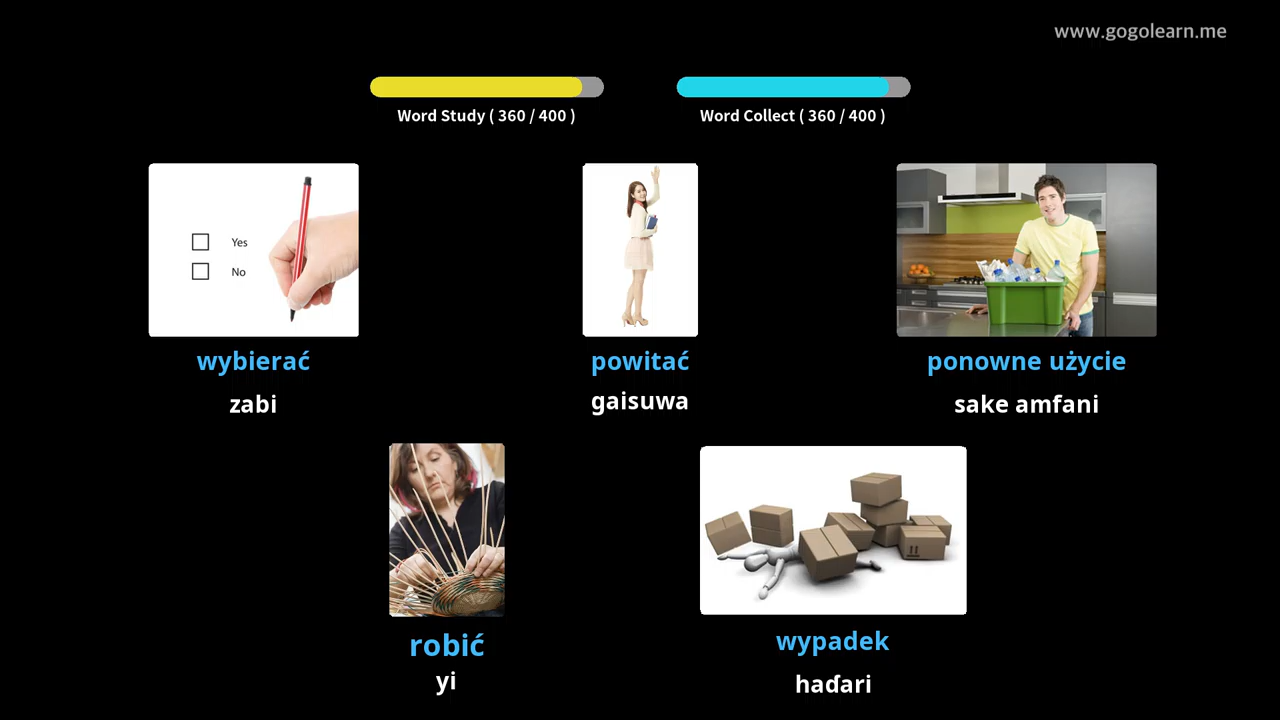 www.gogolearn.me
Word Study ( 360 / 400 )
Word Collect ( 360 / 400 )
Yes
No
wybierać
powitać
ponowne użycie
zabi
gaisuwa
sake amfani
robić
wypadek
yi
haɗari